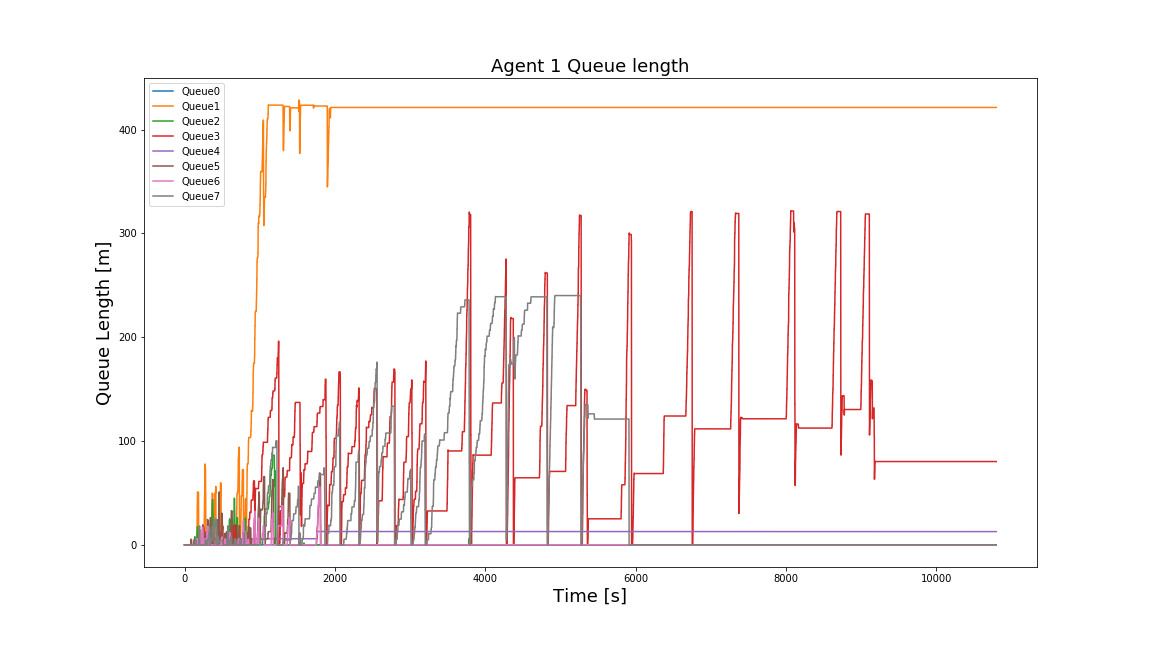 Agent 1 Queue length
Queue0
Queue1
Queue2
Queue3
Queue4
Queue5
Queue6
Queue7
Queue Length [m]
400
300
200
100
0
0
2000
4000
6000
8000
10000
Time [s]